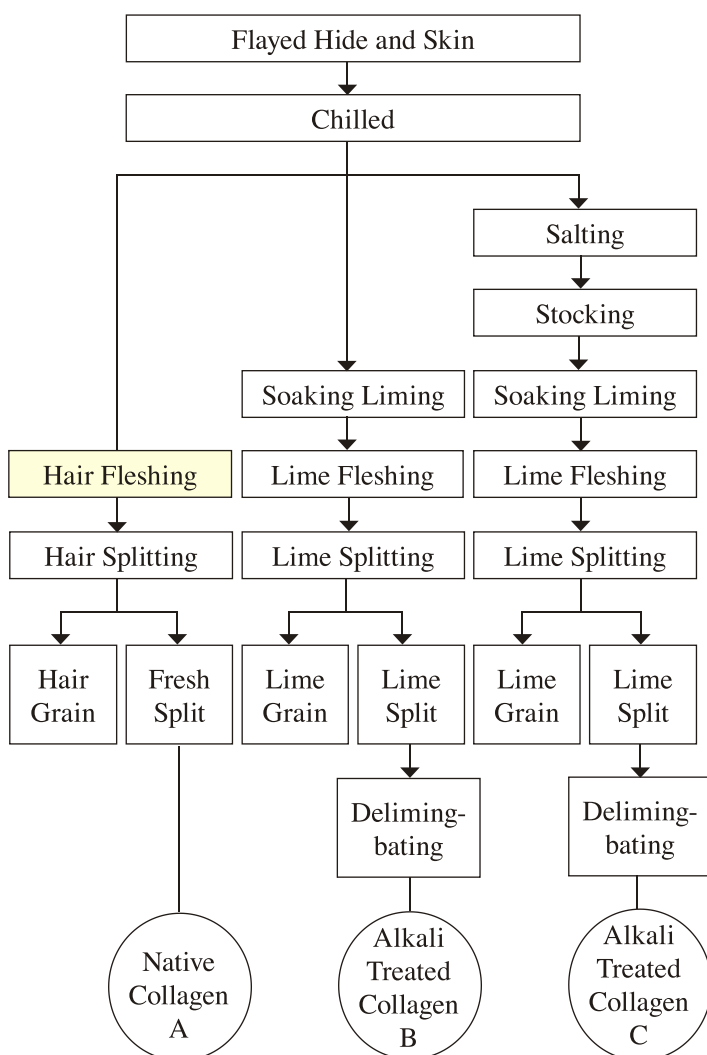 Flayed Hide and Skin
Chilled
Salting
Stocking
Soaking Liming
Soaking Liming
Hair Fleshing
Lime Fleshing
Lime Fleshing
Hair Splitting
Lime Splitting
Lime Splitting
Hair
Grain
Fresh
Split
Lime
Grain
Lime
Split
Lime
Grain
Lime
Split
Deliming-
bating
Deliming-
bating
Native
Collagen
A
Alkali
Treated
Collagen
B
Alkali
Treated
Collagen
C